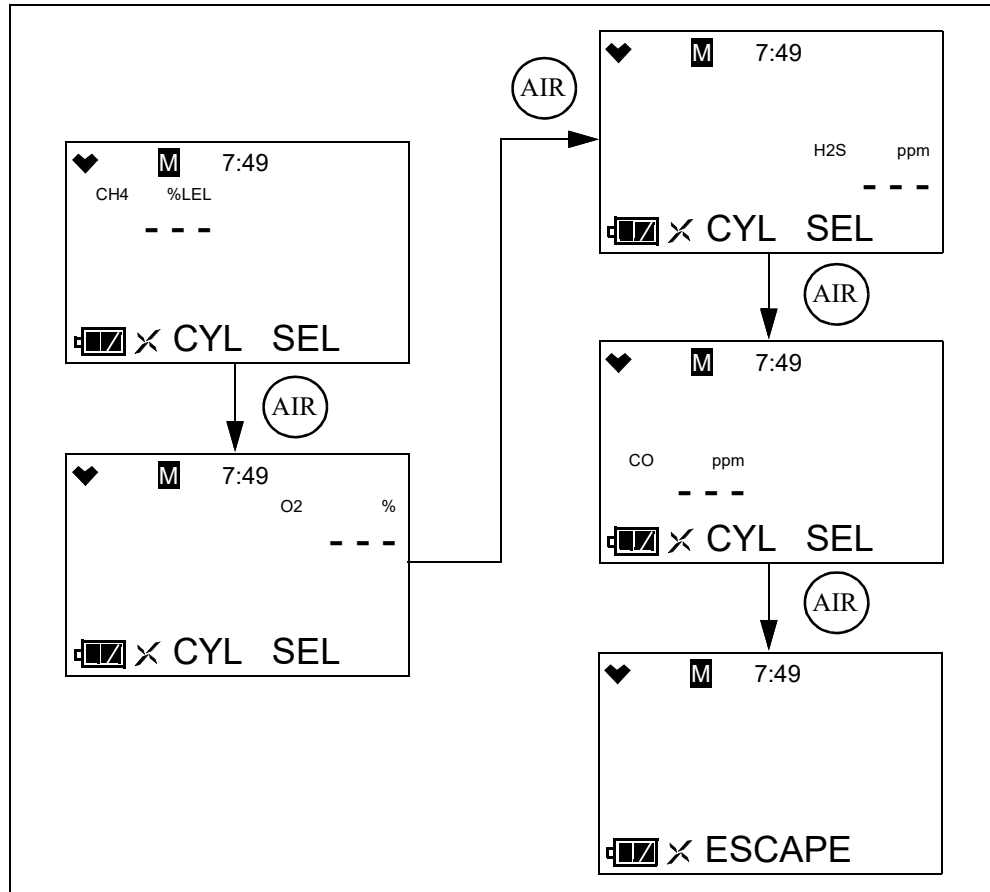 M 7:49
CH4 %LEL
- - -
CYL SEL
AIR
M 7:49
O2 %
- - -
CYL SEL
AIR
M 7:49
H2S ppm
- - -
CYL SEL
AIR
M 7:49
CO ppm
- - -
CYL SEL
AIR
M 7:49
ESCAPE